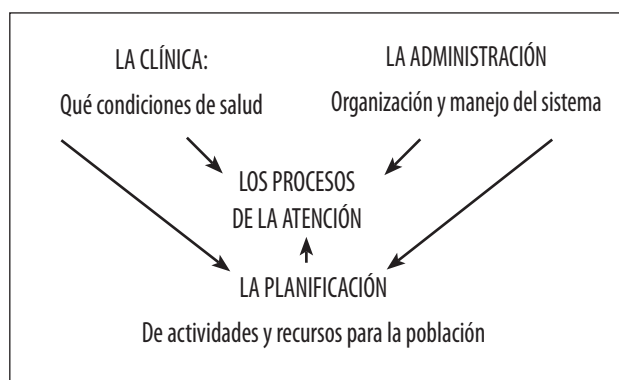 LA CLÍNICA:
Qué condiciones de salud
LA ADMINISTRACIÓN
Organización y manejo del sistema
LOS PROCESOS
DE LA ATENCIÓN
LA PLANIFICACIÓN
De actividades y recursos para la población